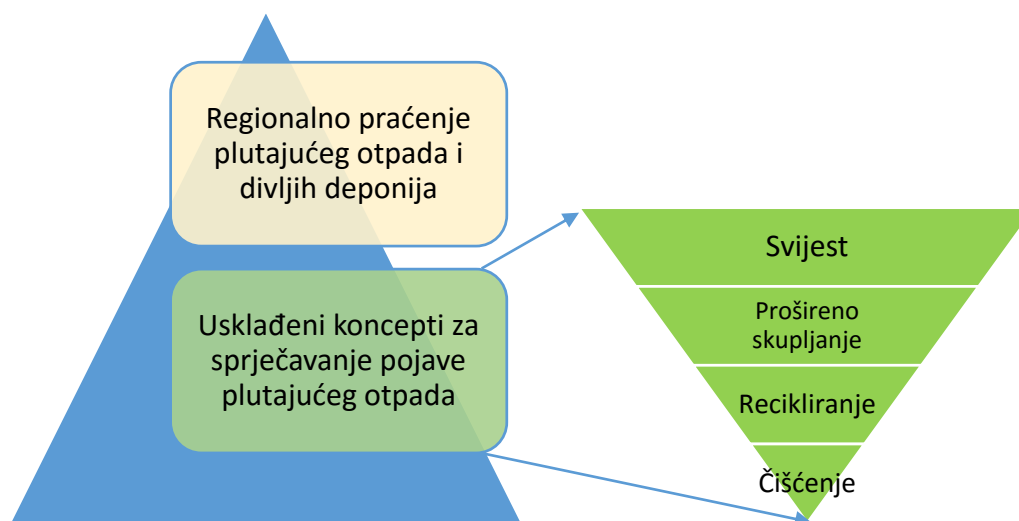 Regionalno praćenje
plutajućeg otpada i
divljih deponija
Usklađeni koncepti za
sprječavanje pojave
plutajućeg otpada
Svijest
Prošireno
skupljanje
Recikliranje
Čišćenje